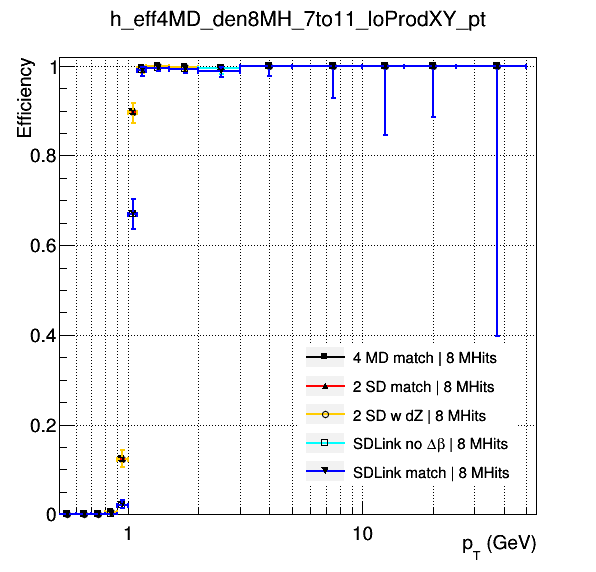 h_eff4MD_den8MH_7to11_loProdXY_pt
Efficiency
1
0.8
0.6
0.4
0.2
0
4 MD match | 8 MHits
2 SD match | 8 MHits
2 SD w dZ | 8 MHits
SDLink no Δβ | 8 MHits
SDLink match | 8 MHits
1
10
p_T (GeV)